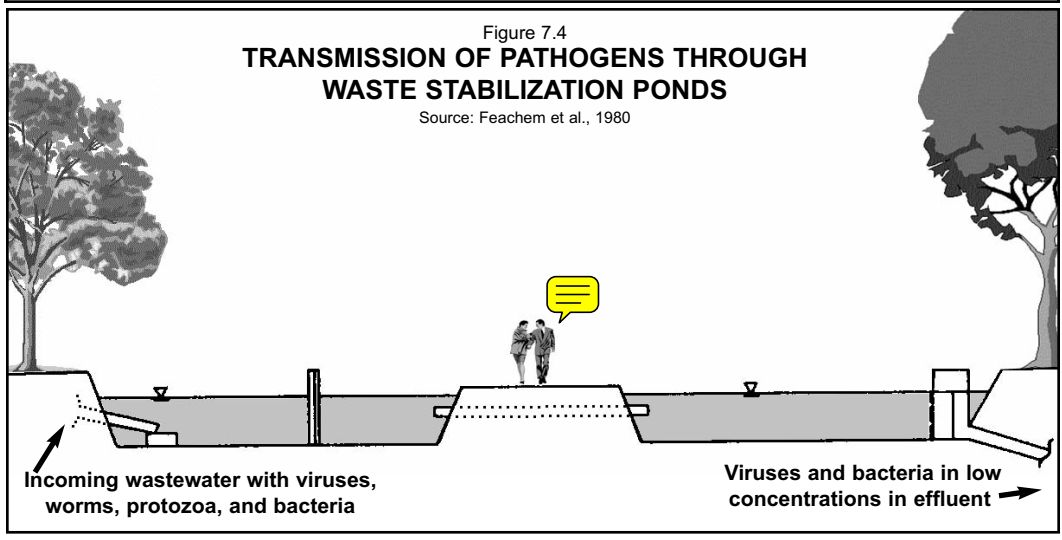 Figure 7.4
TRANSMISSION OF PATHOGENS THROUGH
WASTE STABILIZATION PONDS
Source: Feachem et al., 1980
Incoming wastewater with viruses,
worms, protozoa, and bacteria
Viruses and bacteria in low
concentrations in effluent